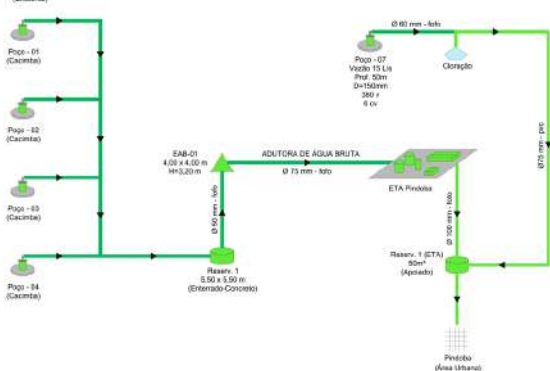 (Cacimba)
Poço - 01
(Cacimba)
Poço - 02
(Cacimba)
Poço - 03
(Cacimba)
Poço - 04
(Cacimba)
EAB-01
4,00 x 4,00 m
H=3,20 m
Ø 50 mm - fofo
Reserv. 1
5,50 x 5,50 m
(Enterrado-Concreto)
ADUTORA DE ÁGUA BRUTA
Ø 75 mm - fofo
ETA Pindoba
Ø 60 mm - fofo
Poço - 07
Vazão 15 L/s
Prof. 50m
D=150mm
380 v
6 cv
Cloração
Ø75 mm - pvc
Ø 100 mm - fofo
Reserv. 1 (ETA)
50m³
(Apoiado)
Pindoba
(Área Urbana)